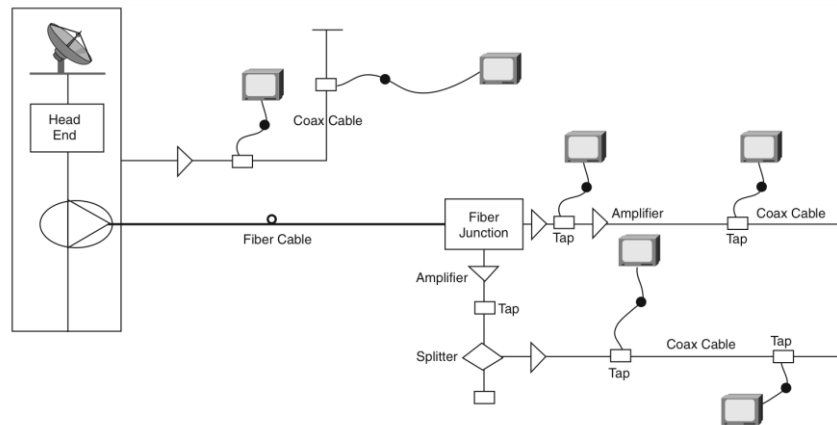 Head
End
Coax Cable
Fiber Cable
Fiber
Junction
Tap
Amplifier
Tap
Coax Cable
Amplifier
Tap
Splitter
Tap
Coax Cable
Tap